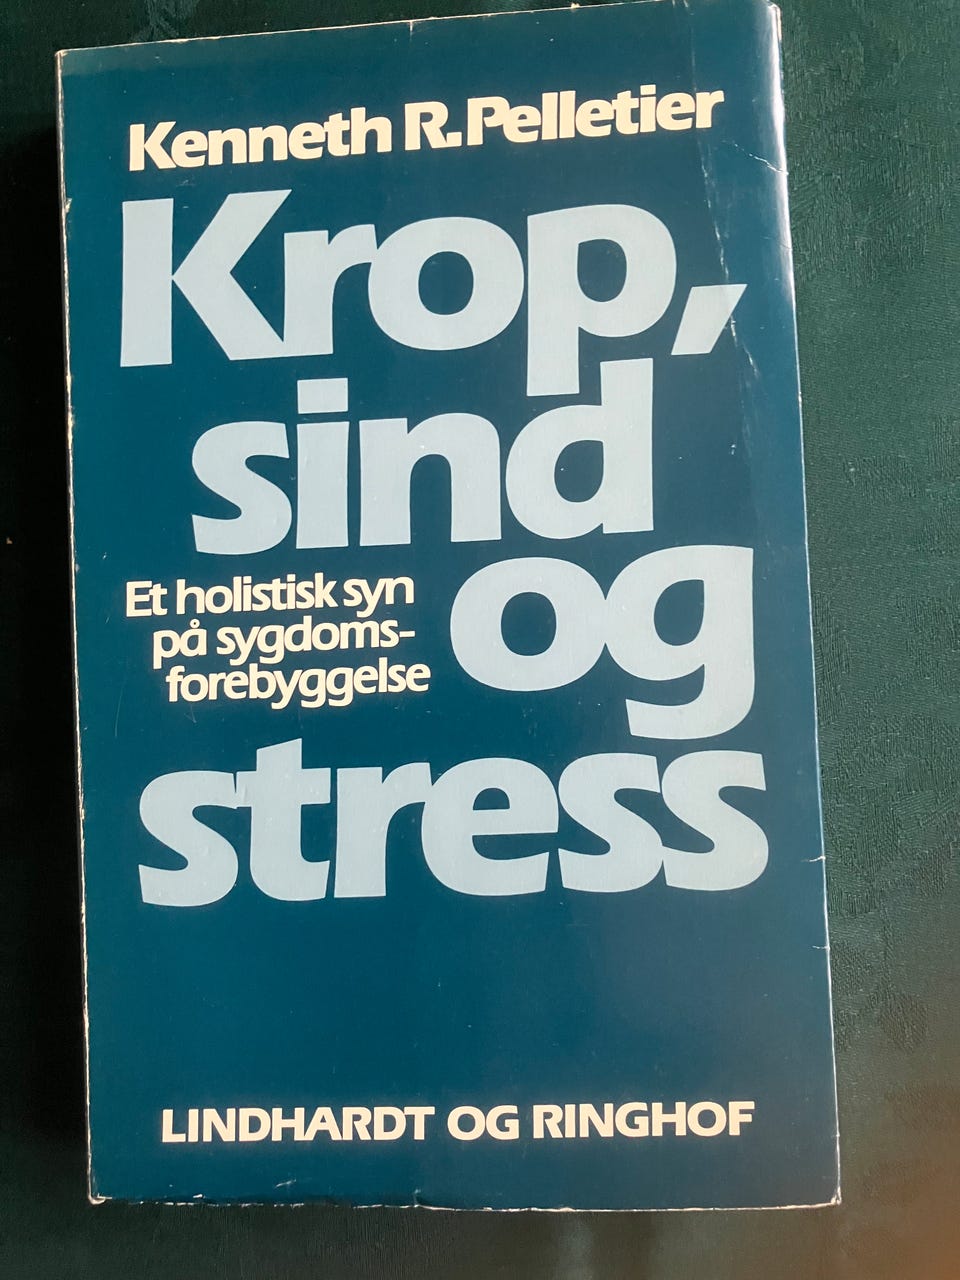 Kenneth R. Pelletier
Krop,
sind
og
Et holistisk syn
på sygdoms-
forebyggelse
stress
LINDHARDT OG RINGHOF